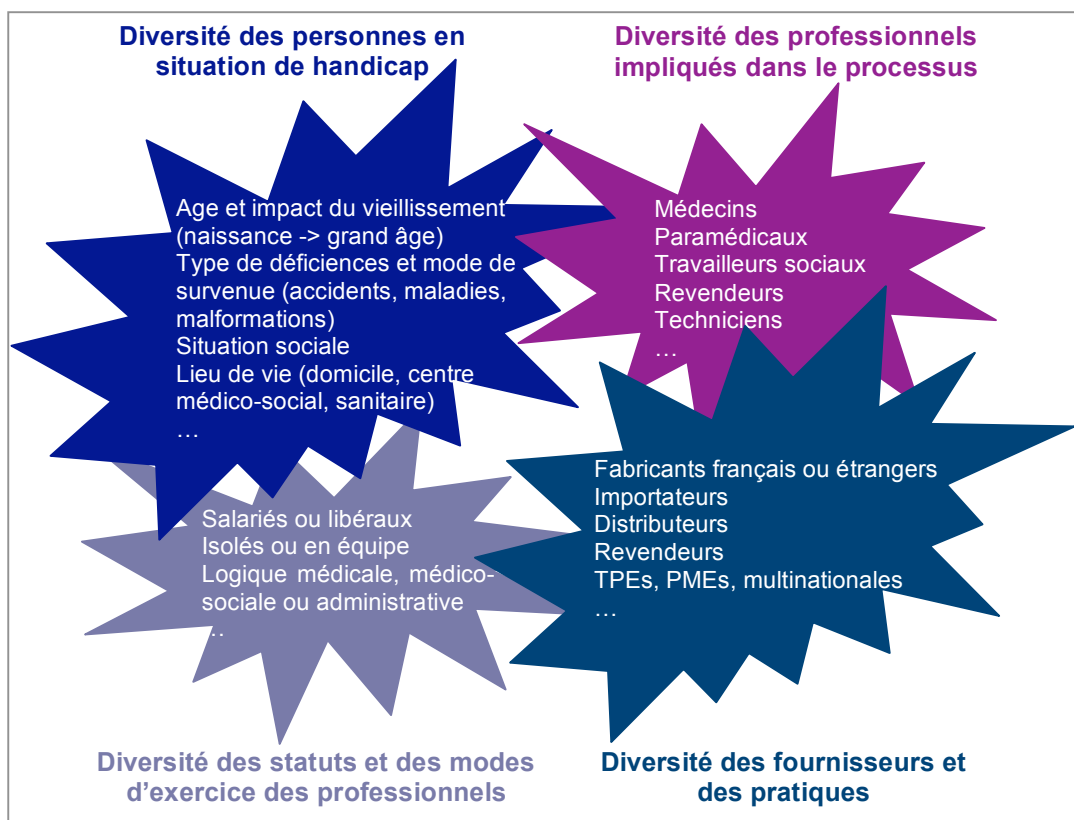 Diversité des personnes en
situation de handicap
Diversité des professionnels
impliqués dans le processus
Age et impact du vieillissement
(naissance -> grand âge)
Type de déficiences et mode de
survenue (accidents, maladies,
malformations)
Situation sociale
Lieu de vie (domicile, centre
médico-social, sanitaire)
…
Médecins
Paramédicaux
Travailleurs sociaux
Revendeurs
Techniciens
…
Salariés ou libéraux
Isolés ou en équipe
Logique médicale, médico-
sociale ou administrative
…
Fabricants français ou étrangers
Importateurs
Distributeurs
Revendeurs
TPEs, PMEs, multinationales
…
Diversité des statuts et des modes
d’exercice des professionnels
Diversité des fournisseurs et
des pratiques